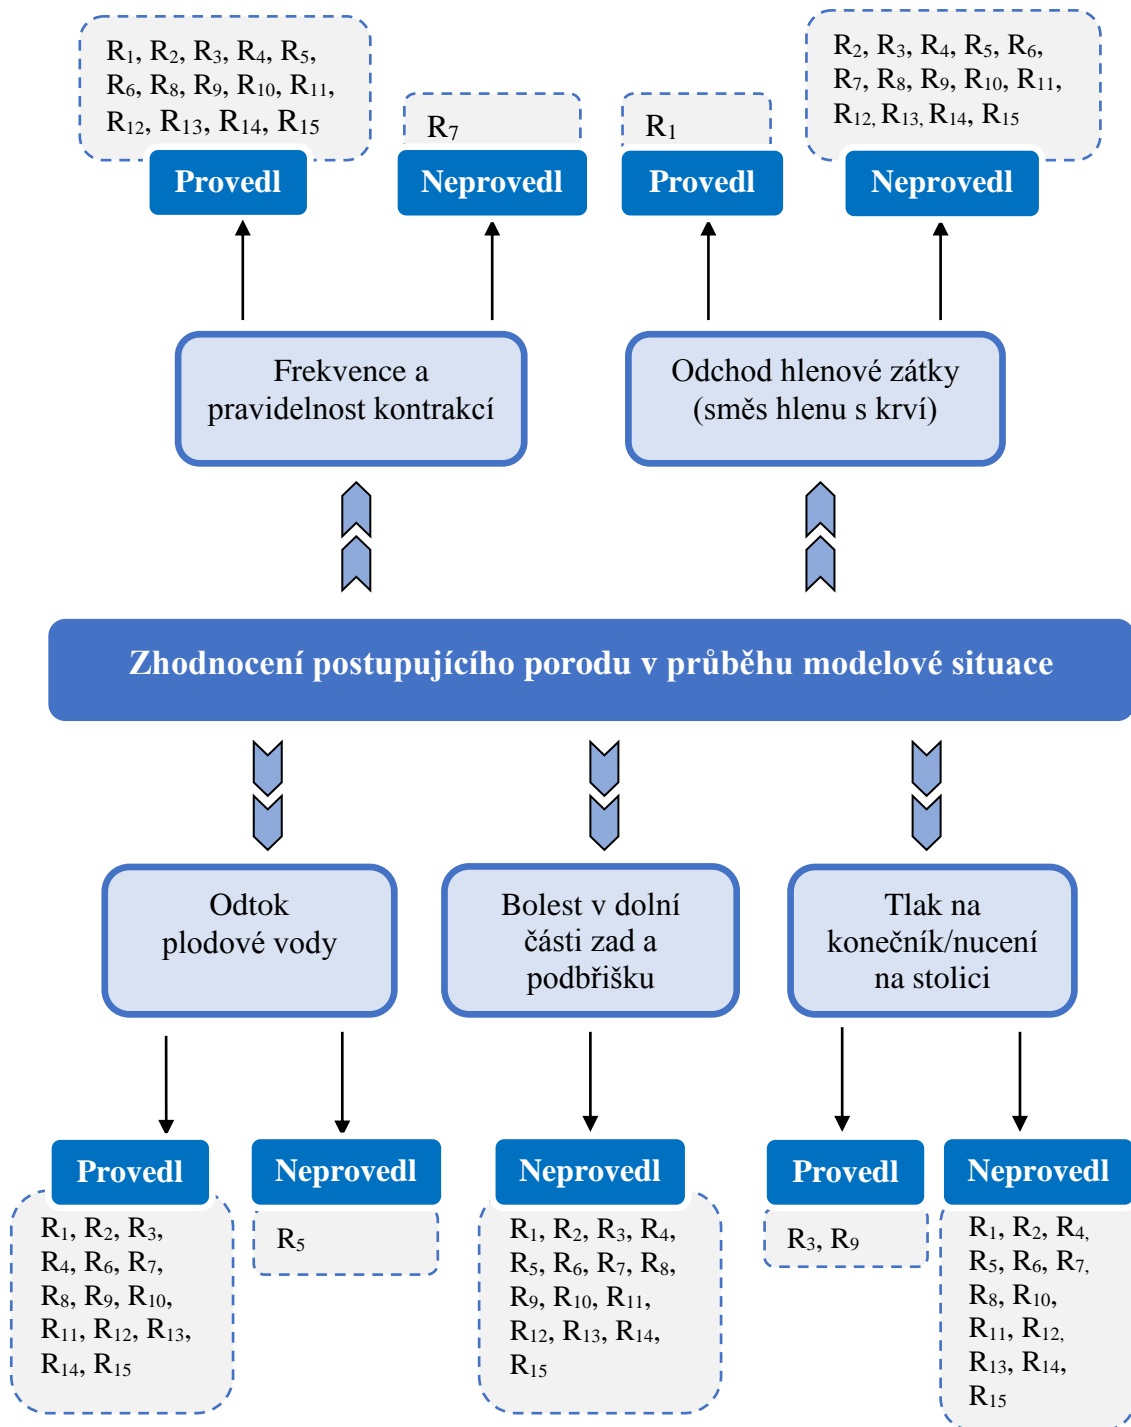 R₁, R₂, R₃, R₄, R₅,
R₆, R₈, R₉, R₁₀, R₁₁,
R₁₂, R₁₃, R₁₄, R₁₅
Provedl
R₇
Neprovedl
R₁
Provedl
R₂, R₃, R₄, R₅, R₆,
R₇, R₈, R₉, R₁₀, R₁₁,
R₁₂, R₁₃, R₁₄, R₁₅
Neprovedl
Frekvence a
pravidelnost kontrakcí
Odchod hlenové zátky
(směs hlenu s krví)
Zhodnocení postupujícího porodu v průběhu modelové situace
Odtok
plodové vody
Bolest v dolní
části zad a
podbřišku
Tlak na
konečník/nucení
na stolici
Provedl
R₁, R₂, R₃,
R₄, R₆, R₇,
R₈, R₉, R₁₀,
R₁₁, R₁₂, R₁₃,
R₁₄, R₁₅
Neprovedl
R₅
Neprovedl
R₁, R₂, R₃, R₄,
R₅, R₆, R₇, R₈,
R₉, R₁₀, R₁₁,
R₁₂, R₁₃, R₁₄,
R₁₅
Provedl
R₃, R₉
Neprovedl
R₁, R₂, R₄,
R₅, R₆, R₇,
R₈, R₁₀,
R₁₁, R₁₂,
R₁₃, R₁₄,
R₁₅